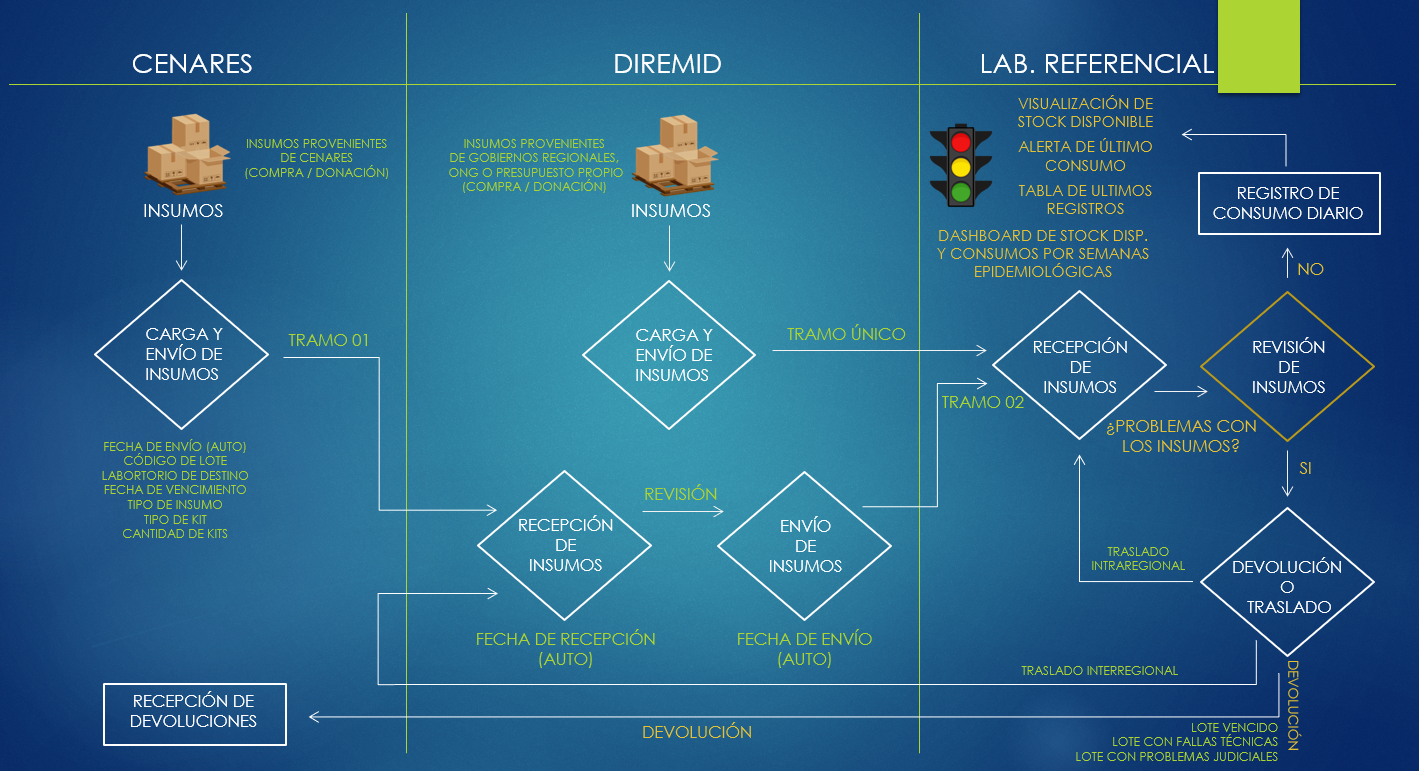 CENARES
INSUMOS PROVENIENTES
DE CENARES
(COMPRA / DONACIÓN)
INSUMOS
CARGA Y
ENVÍO DE
INSUMOS
TRAMO 01
FECHA DE ENVÍO (AUTO)
CÓDIGO DE LOTE
LABORTORIO DE DESTINO
FECHA DE VENCIMIENTO
TIPO DE INSUMO
TIPO DE KIT
CANTIDAD DE KITS
RECEPCIÓN DE
DEVOLUCIONES
DIREMID
INSUMOS PROVENIENTES
DE GOBIERNOS REGIONALES,
ONG O PRESUPUESTO PROPIO
(COMPRA / DONACIÓN)
INSUMOS
CARGA Y
ENVÍO DE
INSUMOS
TRAMO ÚNICO
RECEPCIÓN
DE
INSUMOS
REVISIÓN
ENVÍO
DE
INSUMOS
FECHA DE RECEPCIÓN
(AUTO)
FECHA DE ENVÍO
(AUTO)
DEVOLUCIÓN
LAB. REFERENCIAL
VISUALIZACIÓN DE
STOCK DISPONIBLE
ALERTA DE ÚLTIMO
CONSUMO
TABLA DE ULTIMOS
REGISTROS
DASHBOARD DE STOCK DISP.
Y CONSUMOS POR SEMANAS
EPIDEMIOLÓGICAS
REGISTRO DE
CONSUMO DIARIO
NO
RECEPCIÓN
DE
INSUMOS
REVISIÓN
DE
INSUMOS
TRAMO 02
¿PROBLEMAS CON
LOS INSUMOS?
SI
TRASLADO
INTRAREGIONAL
DEVOLUCIÓN
O
TRASLADO
TRASLADO INTERREGIONAL
DEVOLUCIÓN
LOTE VENCIDO
LOTE CON FALLAS TÉCNICAS
LOTE CON PROBLEMAS JUDICIALES